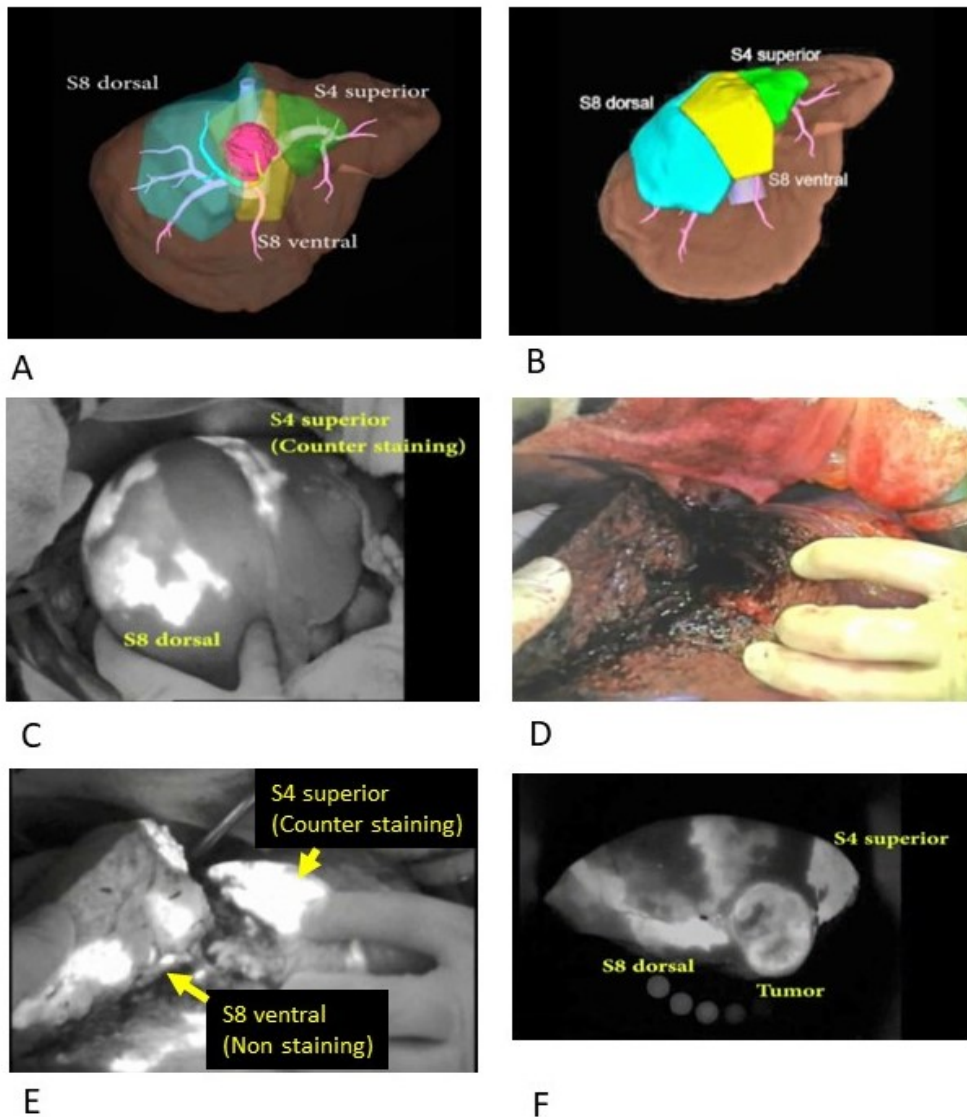 S8 dorsal
S4 superior
S8 ventral
A
S4 superior
S8 dorsal
S8 ventral
B
S4 superior
(Counter staining)
S8 dorsal
C
D
S4 superior
(Counter staining)
S8 ventral
(Non staining)
E
S4 superior
S8 dorsal
Tumor
F